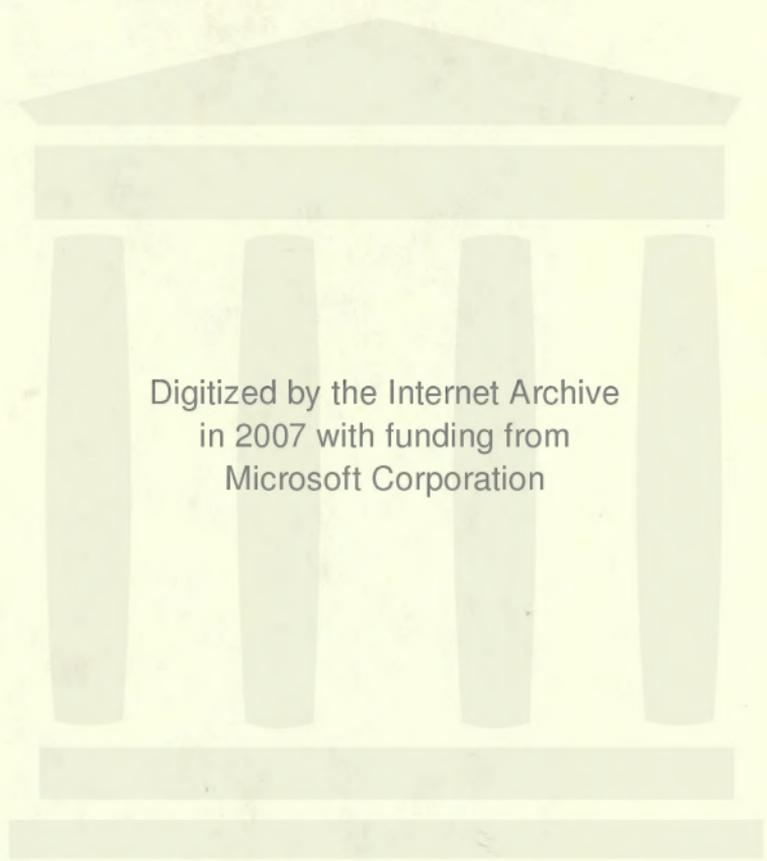 Digitized by the Internet Archive
in 2007 with funding from
Microsoft Corporation